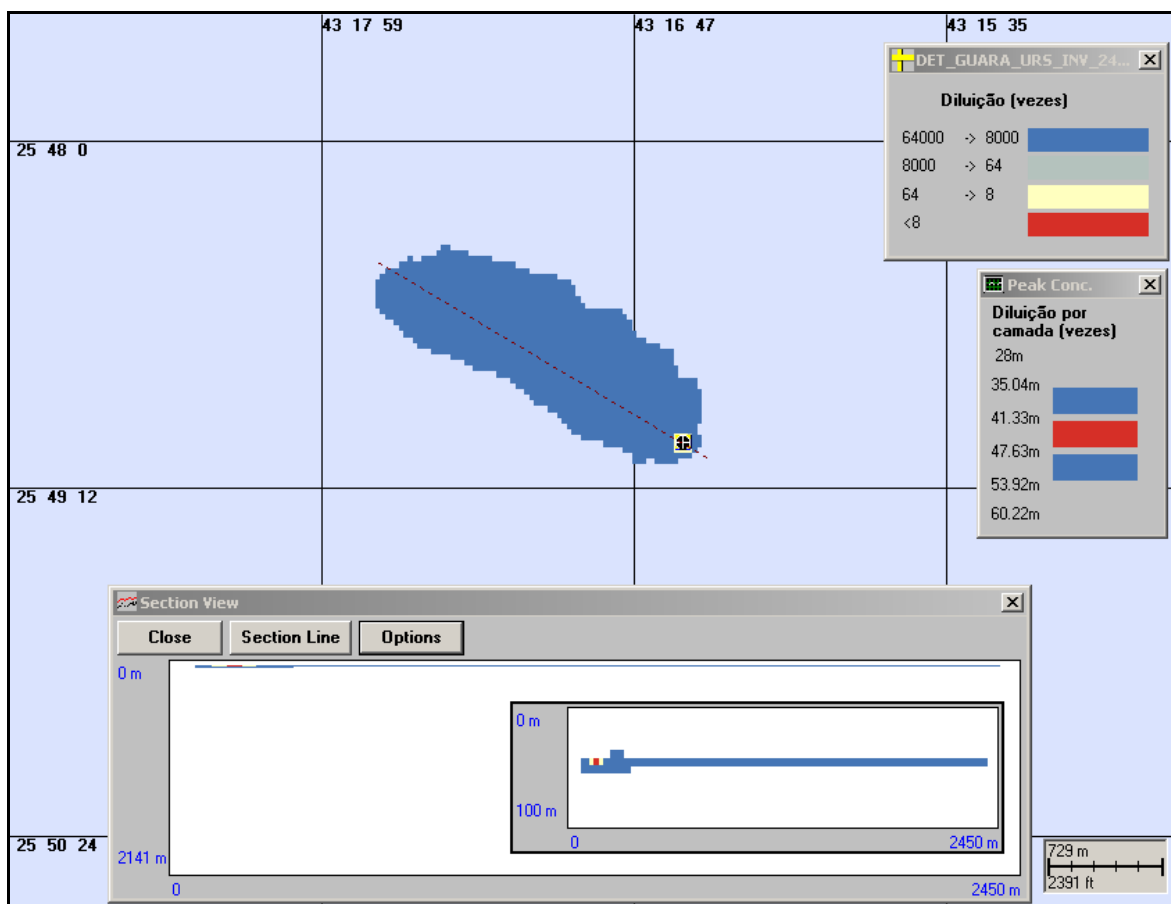 43 17 59
43 16 47
43 15 35
DET_GUARA_URS_INV_24...
Diluição (vezes)
64000 -> 8000
8000 -> 64
64 -> 8
<8
25 48 0
Peak Conc.
Diluição por
camada (vezes)
28m
35.04m
41.33m
47.63m
53.92m
60.22m
25 49 12
Section View
Close Section Line Options
0 m
0 m
100 m
0 2450 m
2141 m
0 2450 m
25 50 24
729 m
2391 ft